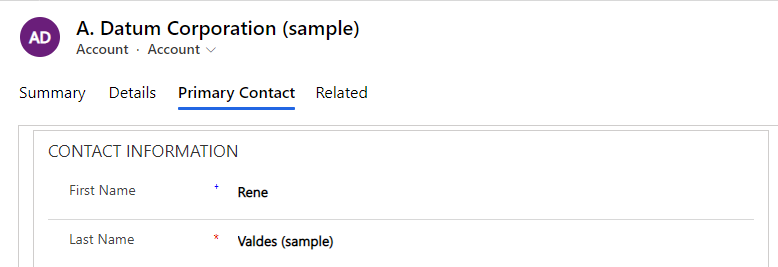 AD
A. Datum Corporation (sample)
Account · Account
Summary Details Primary Contact Related
CONTACT INFORMATION
First Name + Rene
Last Name * Valdes (sample)